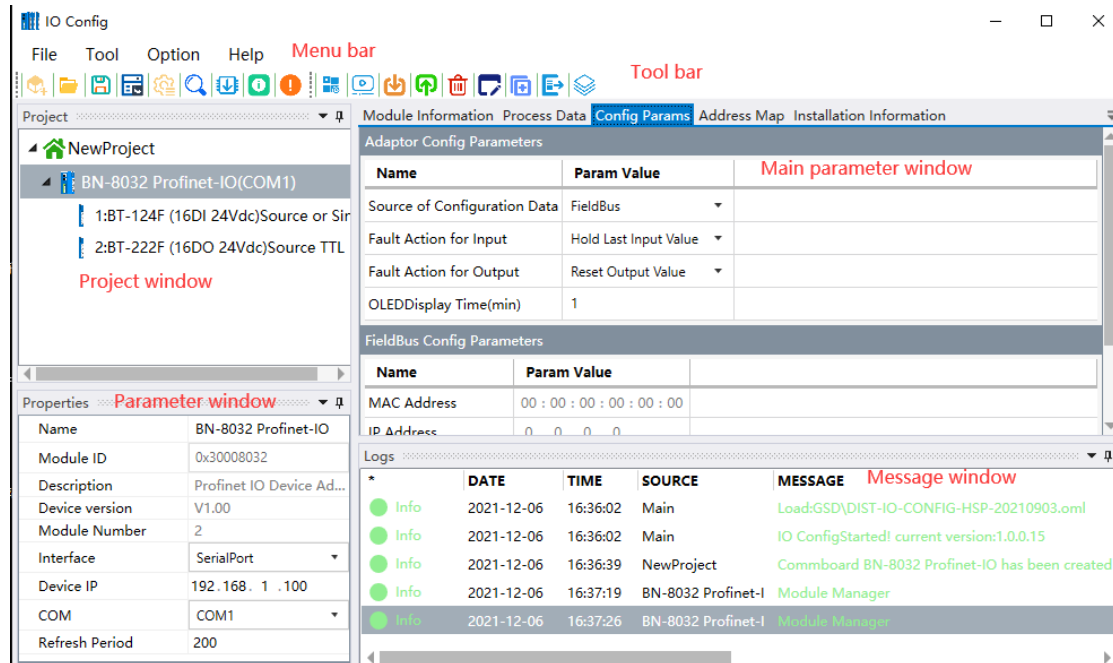 IO Config
File Tool Option Help Menu bar
Tool bar
Project
Module Information Process Data Config Params Address Map Installation Information
NewProject
BN-8032 Profinet-IO(COM1)
1:BT-124F (16DI 24Vdc)Source or Sir
2:BT-222F (16DO 24Vdc)Source TTL
Project window
Adaptor Config Parameters
Name Param Value Main parameter window
Source of Configuration Data FieldBus
Fault Action for Input Hold Last Input Value
Fault Action for Output Reset Output Value
OLEDDisplay Time(min) 1
FieldBus Config Parameters
Name Param Value
MAC Address 00 : 00 : 00 : 00 : 00 : 00
IP Address 0 0 0 0
Properties Parameter window
Name BN-8032 Profinet-IO
Module ID 0x30008032
Description Profinet IO Device Ad...
Device version V1.00
Module Number 2
Interface SerialPort
Device IP 192.168. 1 .100
COM COM1
Refresh Period 200
Logs
* DATE TIME SOURCE MESSAGE Message window
Info 2021-12-06 16:36:02 Main Load:GSD\DIST-IO-CONFIG-HSP-20210903.oml
Info 2021-12-06 16:36:02 Main IO ConfigStarted! current version:1.0.0.15
Info 2021-12-06 16:36:39 NewProject Commboard BN-8032 Profinet-IO has been created
Info 2021-12-06 16:37:19 BN-8032 Profinet-I Module Manager
Info 2021-12-06 16:37:26 BN-8032 Profinet-I Module Manager